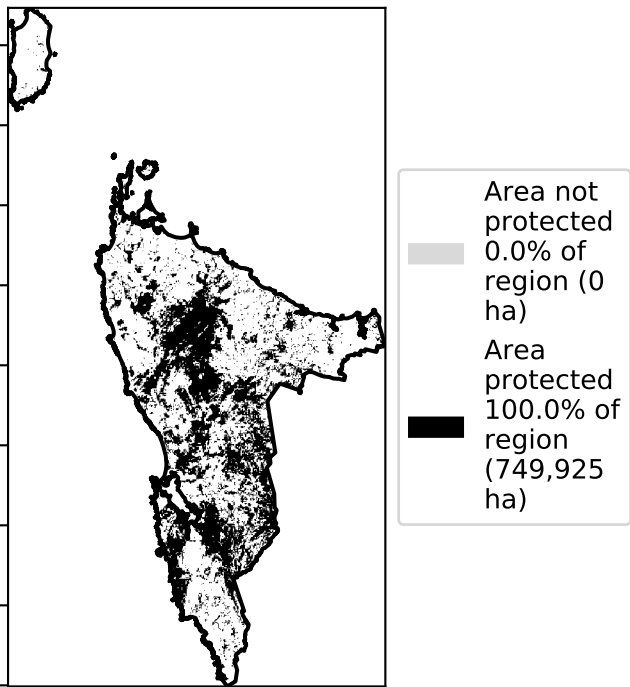 Area not
protected
0.0% of
region (0
ha)
Area
protected
100.0% of
region
(749,925
ha)